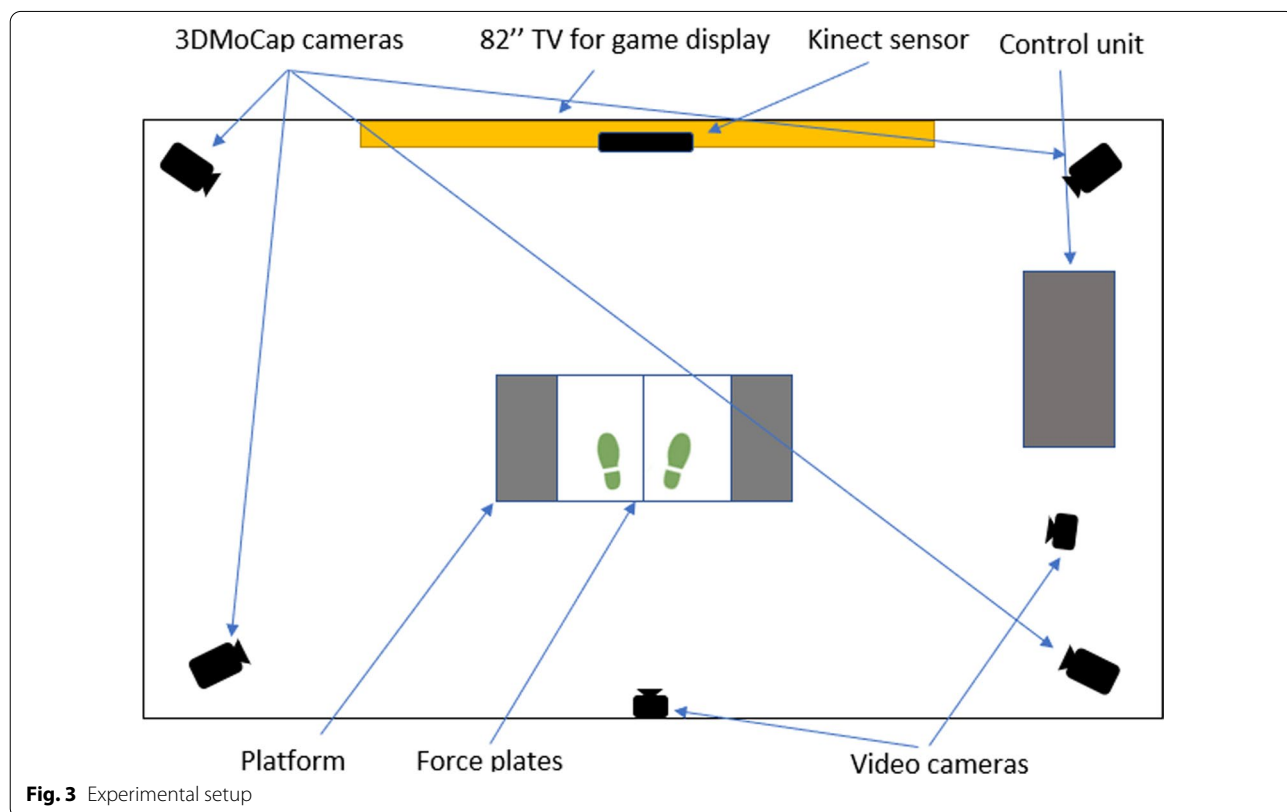 3DMoCap cameras
82’’ TV for game display
Kinect sensor
Control unit
Platform
Force plates
Video cameras
Fig. 3 Experimental setup